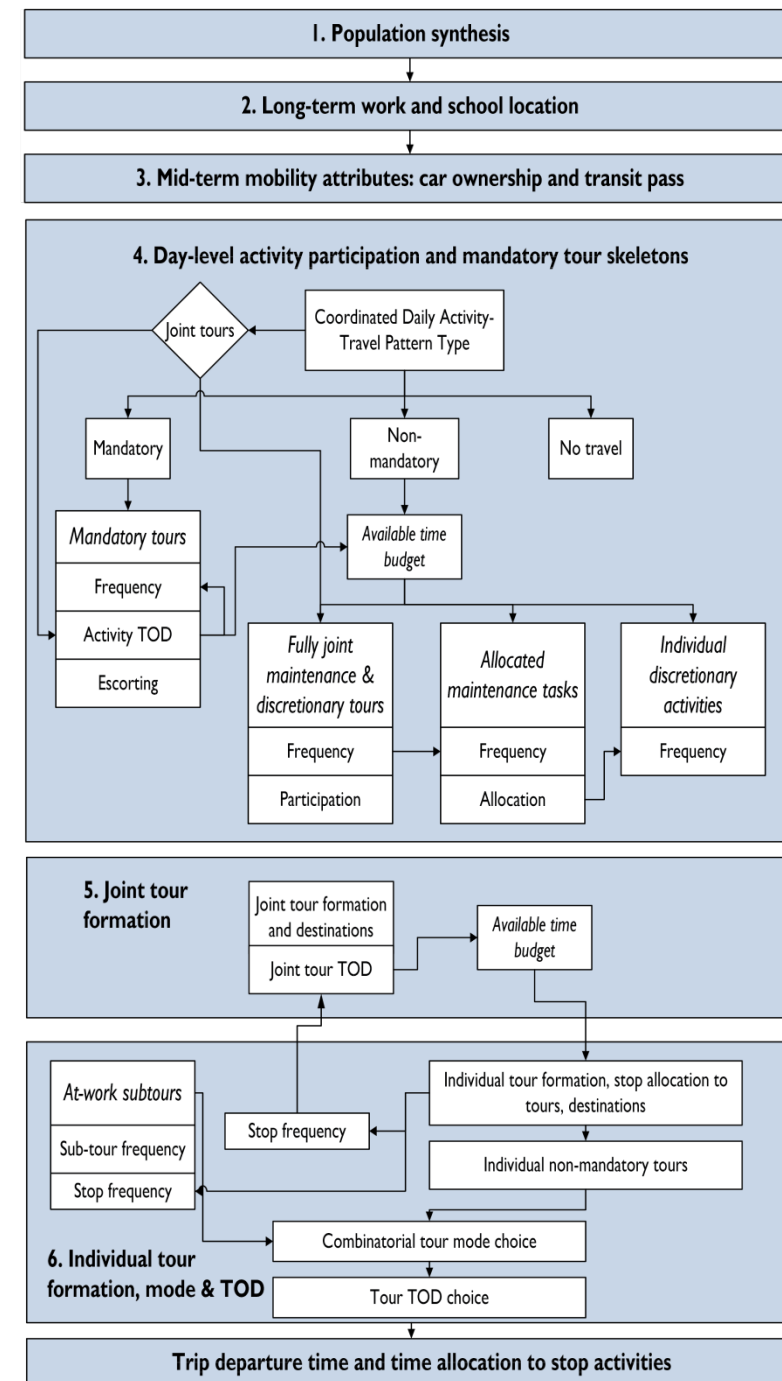 1. Population synthesis
2. Long-term work and school location
3. Mid-term mobility attributes: car ownership and transit pass
4. Day-level activity participation and mandatory tour skeletons
Joint tours
Coordinated Daily Activity-
Travel Pattern Type
Mandatory
Non-
mandatory
No travel
Mandatory tours
Frequency
Activity TOD
Escorting
Available time
budget
Fully joint
maintenance &
discretionary tours
Frequency
Participation
Allocated
maintenance tasks
Frequency
Allocation
Individual
discretionary
activities
Frequency
5. Joint tour
formation
Joint tour formation
and destinations
Joint tour TOD
Available time
budget
At-work subtours
Sub-tour frequency
Stop frequency
Stop frequency
Individual tour formation, stop allocation to
tours, destinations
Individual non-mandatory tours
Combinatorial tour mode choice
6. Individual tour
formation, mode & TOD
Tour TOD choice
Trip departure time and time allocation to stop activities